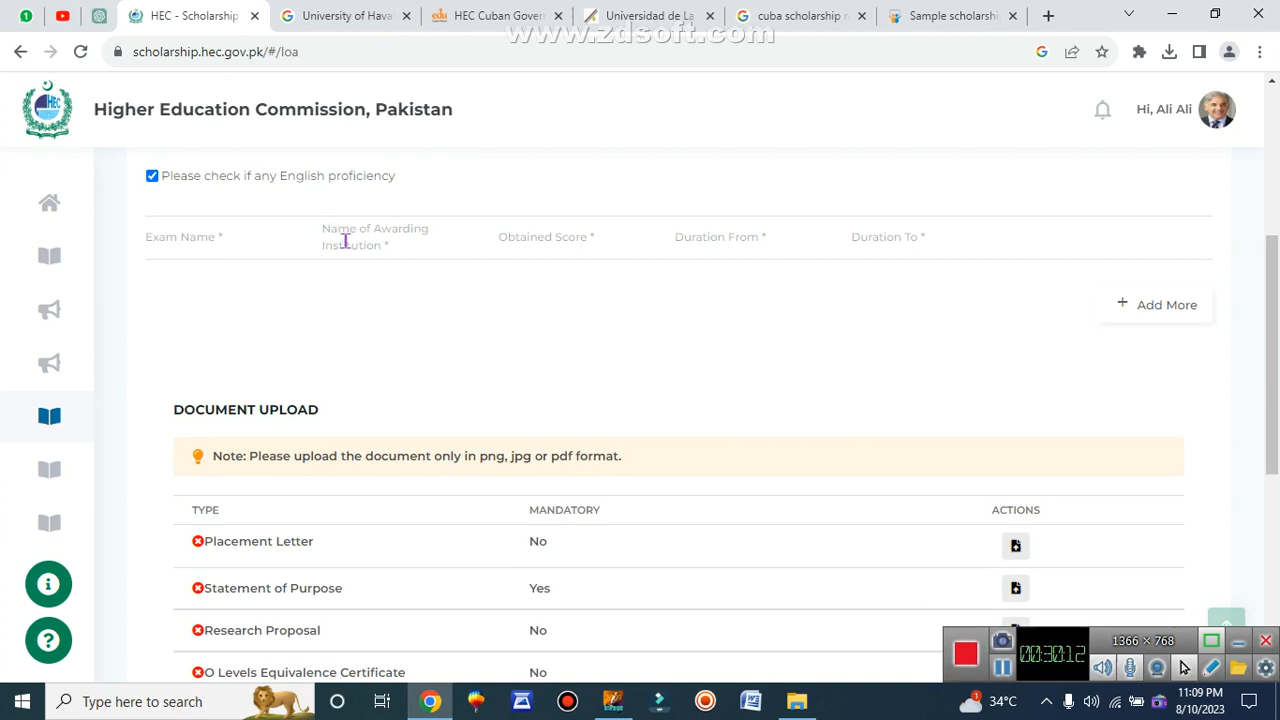 HEC - Scholarship
University of Hava
HEC Cuban Govern
Universidad de La
cuba scholarship r
Sample scholarshi
www.zdsoft.com
scholarship.hec.gov.pk/#/loa
Higher Education Commission, Pakistan
Hi, Ali Ali
Please check if any English proficiency
Exam Name *
Name of Awarding
Institution *
Obtained Score *
Duration From *
Duration To *
+ Add More
DOCUMENT UPLOAD
Note: Please upload the document only in png, jpg or pdf format.
TYPE MANDATORY ACTIONS
Placement Letter No
Statement of Purpose Yes
Research Proposal No
O Levels Equivalence Certificate No
00:30:12
1366 × 768
Type here to search
34°C
11:09 PM
8/10/2023